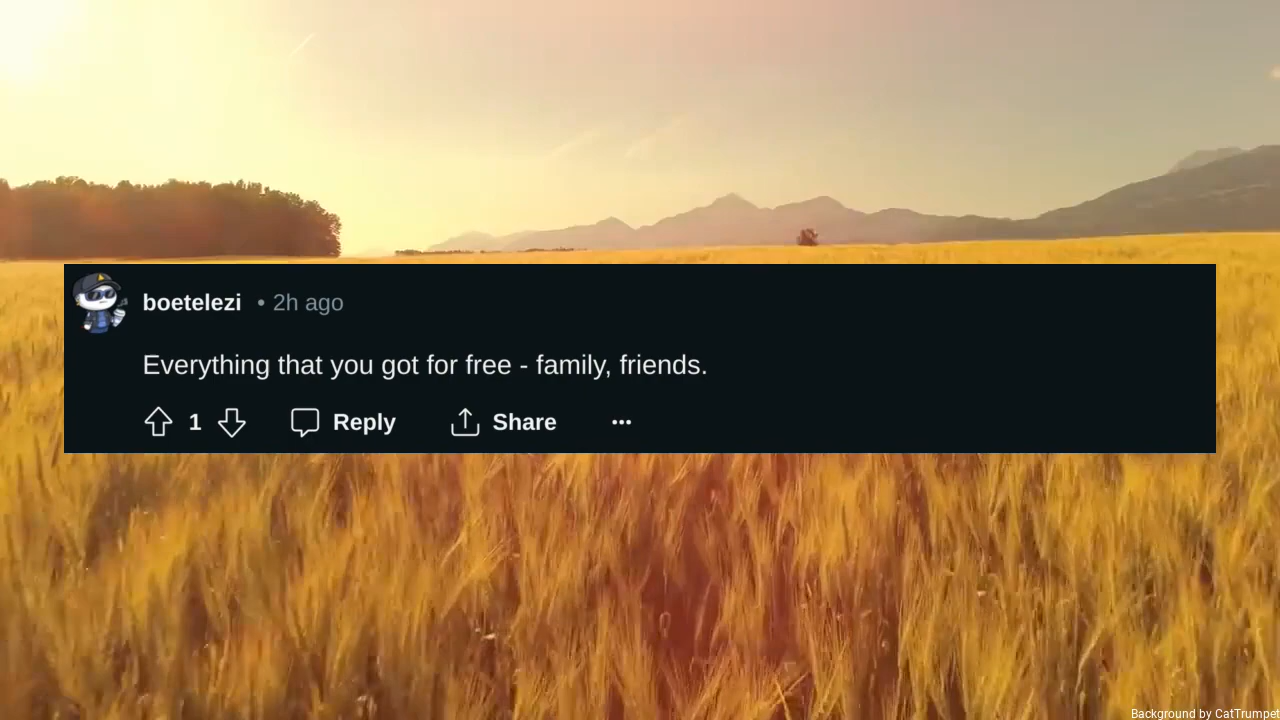 boetelezi • 2h ago
Everything that you got for free - family, friends.
1 Reply Share ...
Background by CatTrumpet